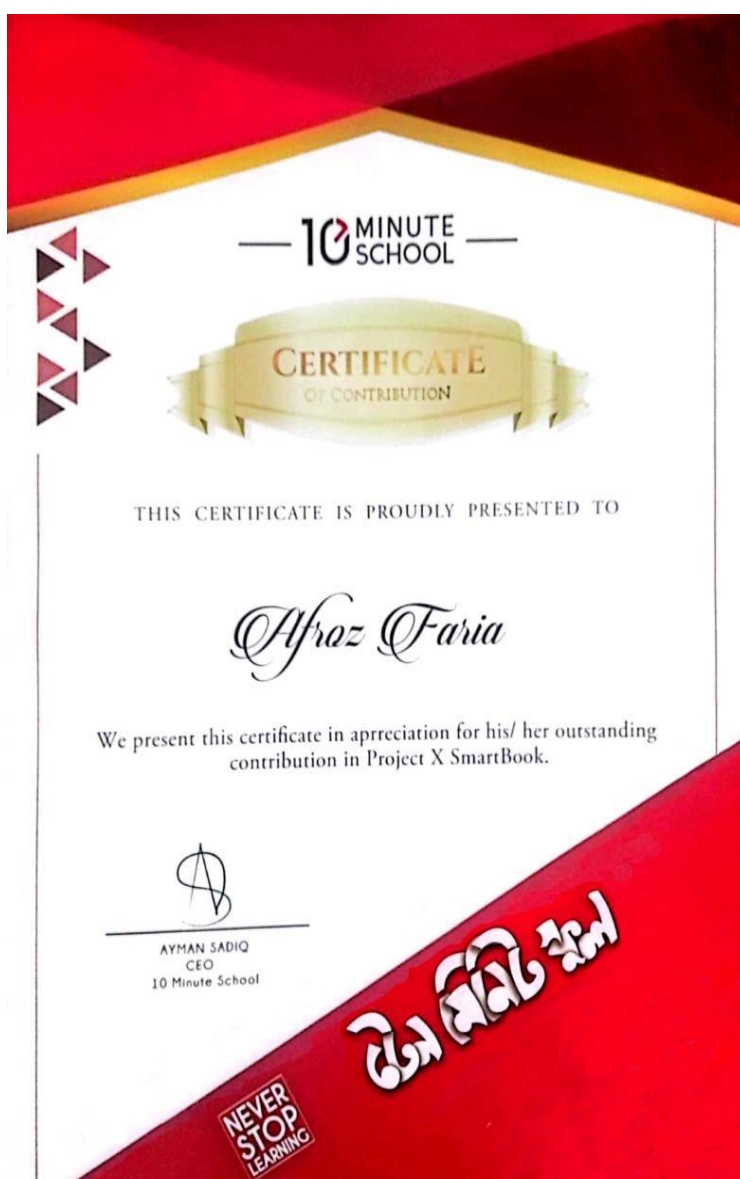 10 MINUTE
SCHOOL
CERTIFICATE
OF CONTRIBUTION
THIS CERTIFICATE IS PROUDLY PRESENTED TO
Afroz Faria
We present this certificate in aprreciation for his/ her outstanding
contribution in Project X SmartBook.
AYMAN SADIQ
CEO
10 Minute School
টেন মিনিট স্কুল
NEVER
STOP
LEARNING